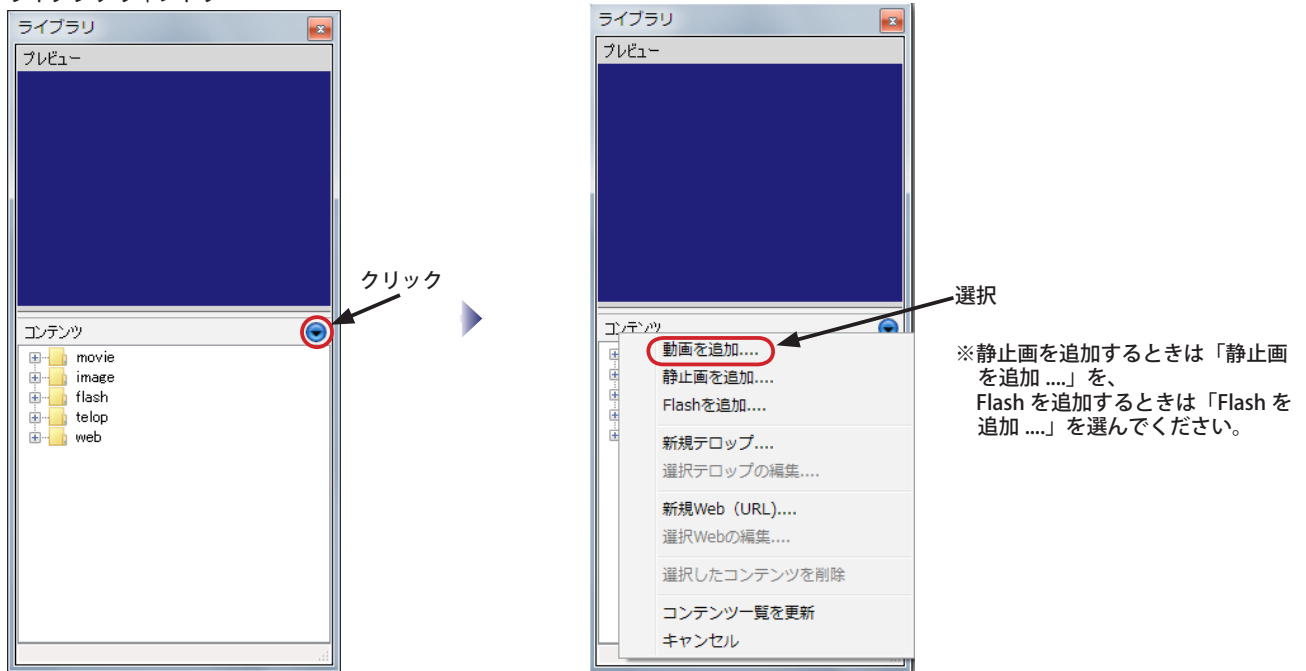 ライブラリ
プレビュー
クリック
コンテンツ
movie
image
flash
telop
web
ライブラリ
プレビュー
選択
コンテンツ
動画を追加....
静止画を追加....
Flashを追加....
新規テロップ....
選択テロップの編集....
新規Web（URL)....
選択Webの編集....
選択したコンテンツを削除
コンテンツ一覧を更新
キャンセル
※静止画を追加するときは「静止画
を追加 ....」を、
Flash を追加するときは「Flash を
追加 ....」を選んでください。